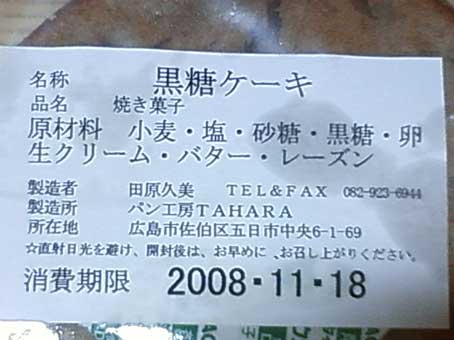 名称 黒糖ケーキ
品名 焼き菓子
原材料 小麦・塩・砂糖・黒糖・卵
生クリーム・バター・レーズン
製造者 田原久美 TEL&FAX 082-923-6944
製造所 パン工房TAHARA
所在地 広島市佐伯区五日市中央6-1-69
☆直射日光を避け、開封後は、お早めに、お召し上がりください。
消費期限 2008・11・18